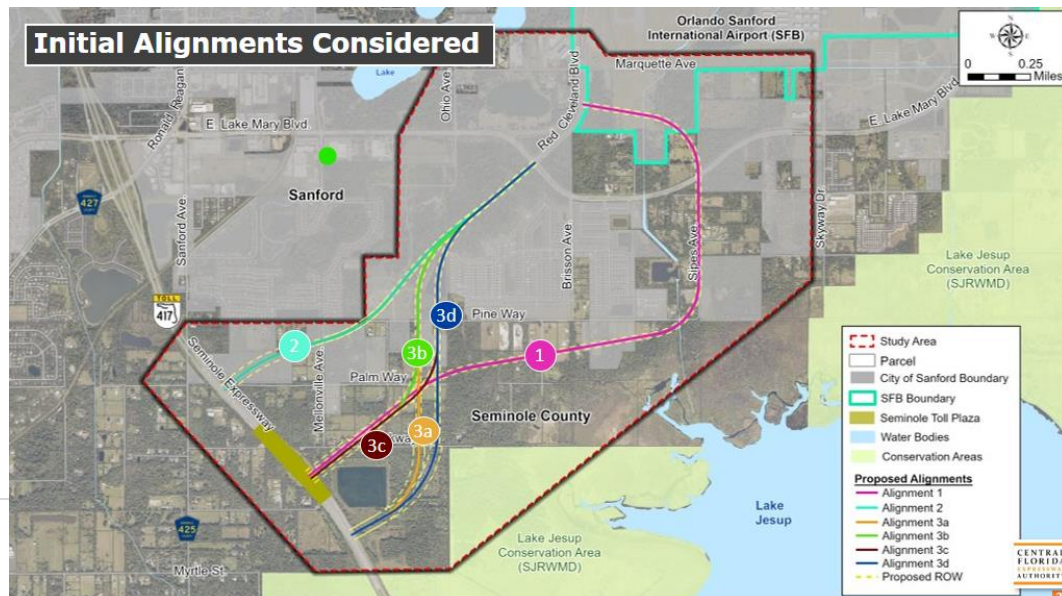 Initial Alignments Considered
Orlando Sanford
International Airport (SFB)
Marquette Ave
0 0.25
Miles
Lake
Ohio Ave
Red Cleveland Blvd
Ronald Reagan
E. Lake Mary Blvd.
E. Lake Mary Blvd
Sanford
427
Sanford Ave
Brisson Ave
Sipes Ave
Skyway Dr
Lake Jesup
Conservation Area
(SJRWMD)
TOLL
417
3d
Pine Way
2
3b
1
Seminole Expressway
Mellonville Ave
Palm Way
Seminole County
3a
3c
Study Area
Parcel
City of Sanford Boundary
SFB Boundary
Seminole Toll Plaza
Water Bodies
Conservation Areas
Proposed Alignments
Alignment 1
Alignment 2
Alignment 3a
Alignment 3b
Alignment 3c
Alignment 3d
Proposed ROW
425
Lake
Jesup
Lake Jesup
Conservation Area
(SJRWMD)
Myrtle St.
CENTRAL
FLORIDA
EXPRESSWAY
AUTHORITY